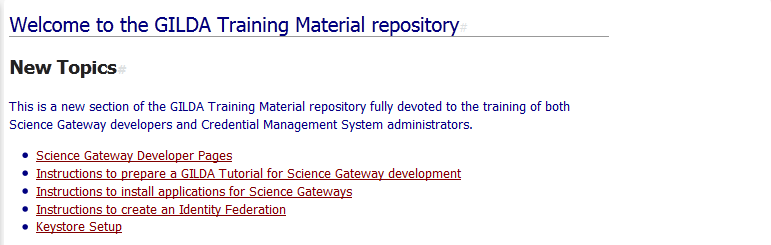 Welcome to the GILDA Training Material repository#
New Topics#
This is a new section of the GILDA Training Material repository fully devoted to the training of both
Science Gateway developers and Credential Management System administrators.
Science Gateway Developer Pages
Instructions to prepare a GILDA Tutorial for Science Gateway development
Instructions to install applications for Science Gateways
Instructions to create an Identity Federation
Keystore Setup